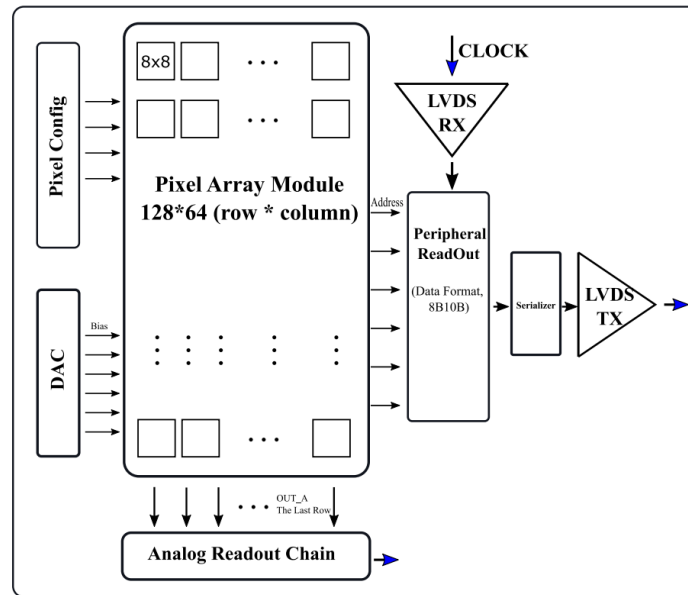 8x8
CLOCK
LVDS
RX
Pixel Config
Pixel Array Module
128*64 (row * column)
Address
Peripheral
ReadOut
(Data Format,
8B10B)
Serializer
LVDS
TX
DAC
Bias
OUT_A
The Last Row
Analog Readout Chain